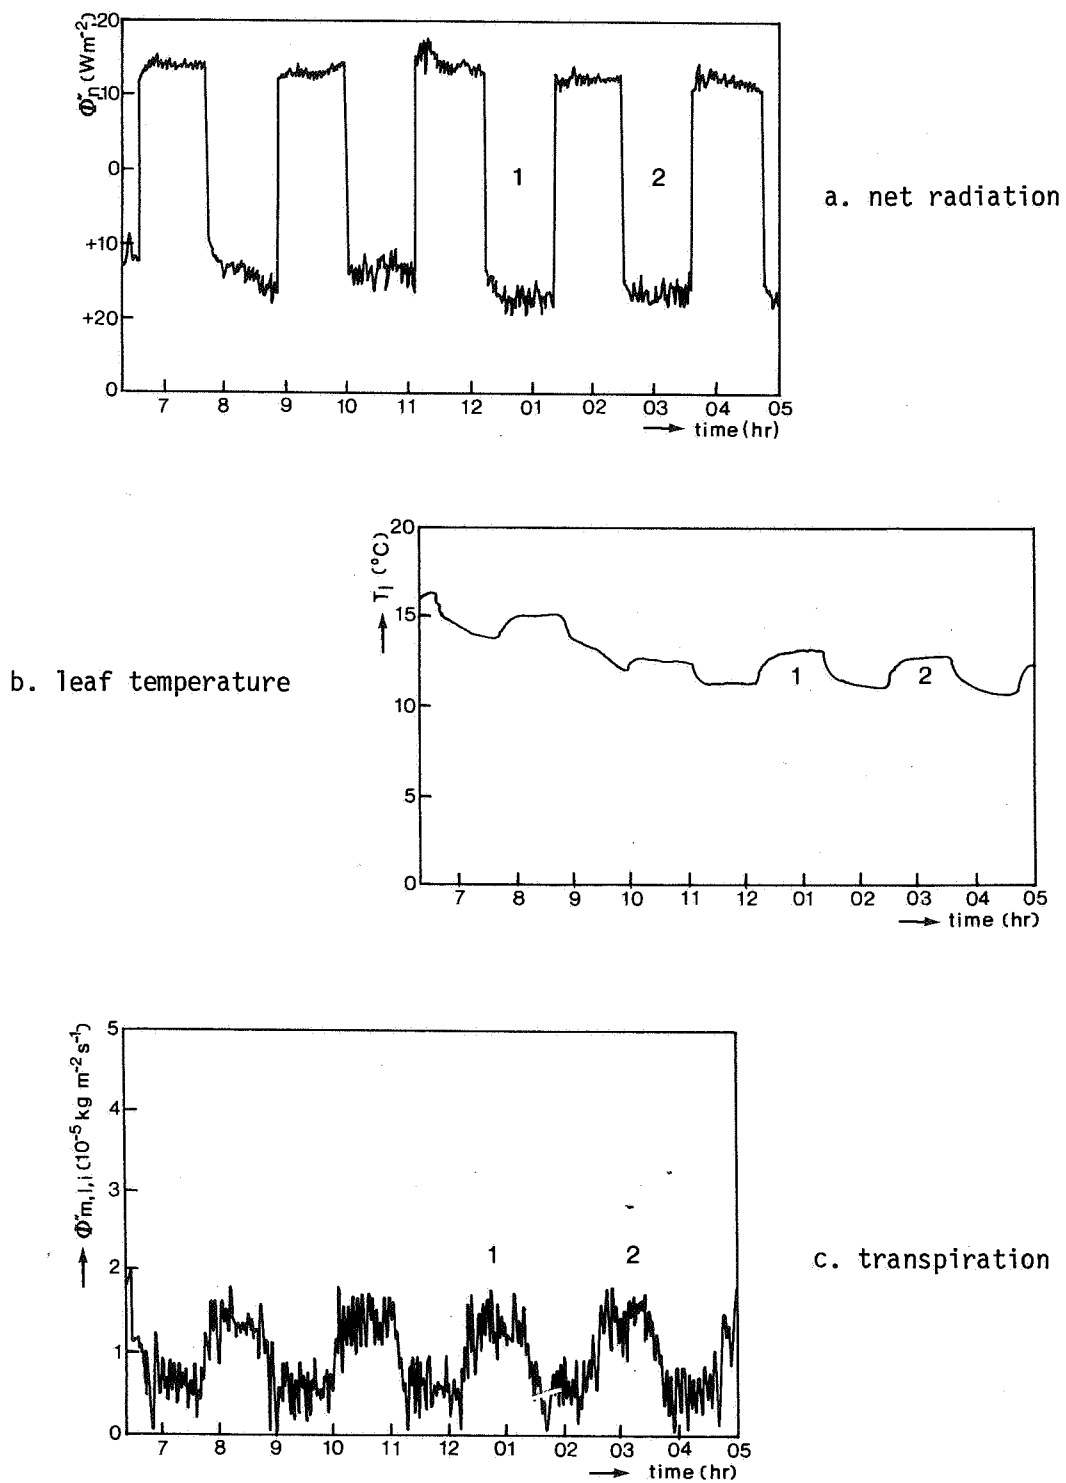 -20
-10
0
+10
+20
0
Φ″n (Wm-2)
7 8 9 10 11 12 01 02 03 04 05
time (hr)
1 2
a. net radiation
20
15
10
5
0
Tl (°C)
7 8 9 10 11 12 01 02 03 04 05
time (hr)
1 2
b. leaf temperature
5
4
3
2
1
0
Φ″m,l,i (10-5 kg m-2 s-1)
7 8 9 10 11 12 01 02 03 04 05
time (hr)
1 2
c. transpiration